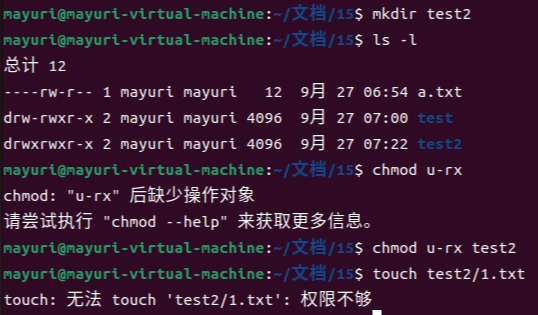 mayuri@mayuri-virtual-machine:~/文档/15$ mkdir test2
mayuri@mayuri-virtual-machine:~/文档/15$ ls -l
总计 12
----rw-r-- 1 mayuri mayuri   12  9月 27 06:54 a.txt
drw-rwxr-x 2 mayuri mayuri 4096  9月 27 07:00 test
drwxrwxr-x 2 mayuri mayuri 4096  9月 27 07:22 test2
mayuri@mayuri-virtual-machine:~/文档/15$ chmod u-rx
chmod: "u-rx" 后缺少操作对象
请尝试执行 "chmod --help" 来获取更多信息。
mayuri@mayuri-virtual-machine:~/文档/15$ chmod u-rx test2
mayuri@mayuri-virtual-machine:~/文档/15$ touch test2/1.txt
touch: 无法 touch 'test2/1.txt': 权限不够